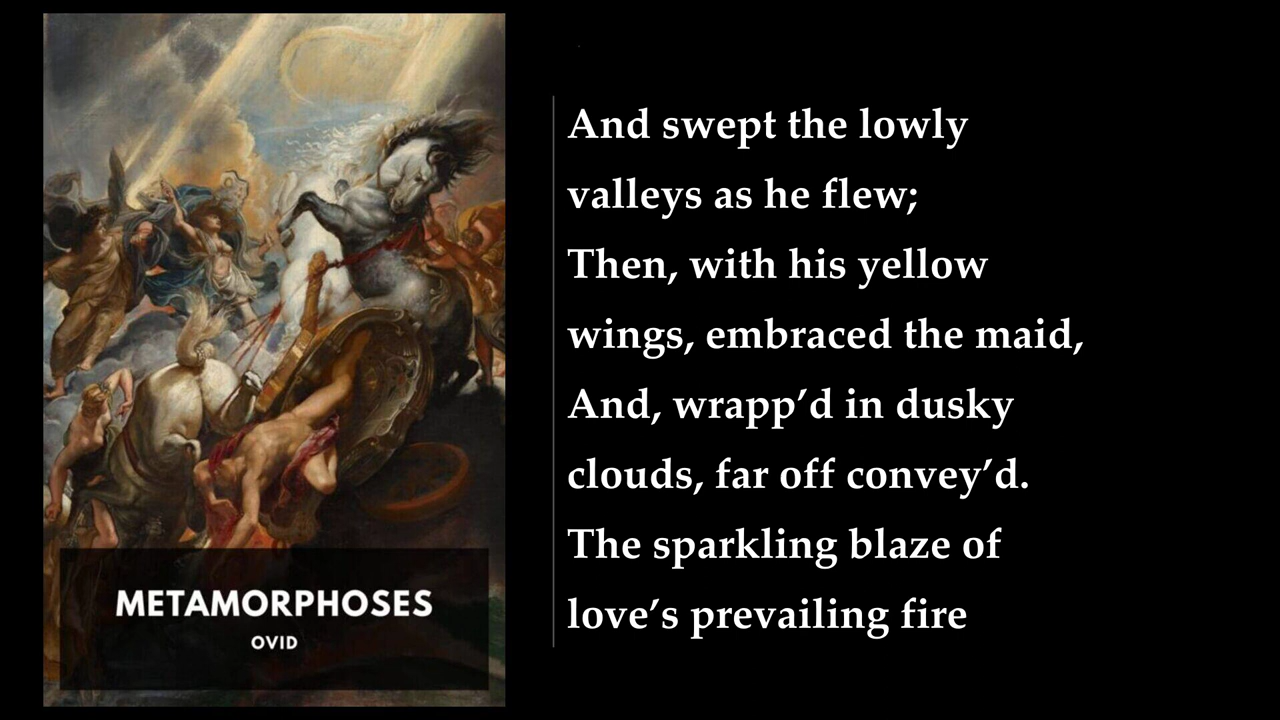 METAMORPHOSES
OVID
And swept the lowly
valleys as he flew;
Then, with his yellow
wings, embraced the maid,
And, wrapp’d in dusky
clouds, far off convey’d.
The sparkling blaze of
love’s prevailing fire